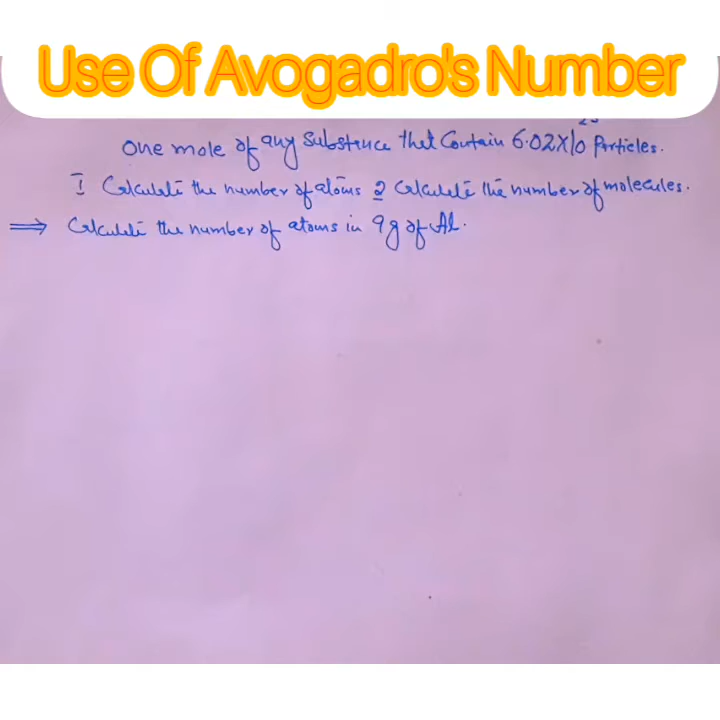 Use Of Avogadro's Number
One mole of any Substance that Contain 6.02X10²³ Particles.
I Calculate the number of atoms 2 Calculate the number of molecules.
⇒ Calculate the number of atoms in 9g of Al.